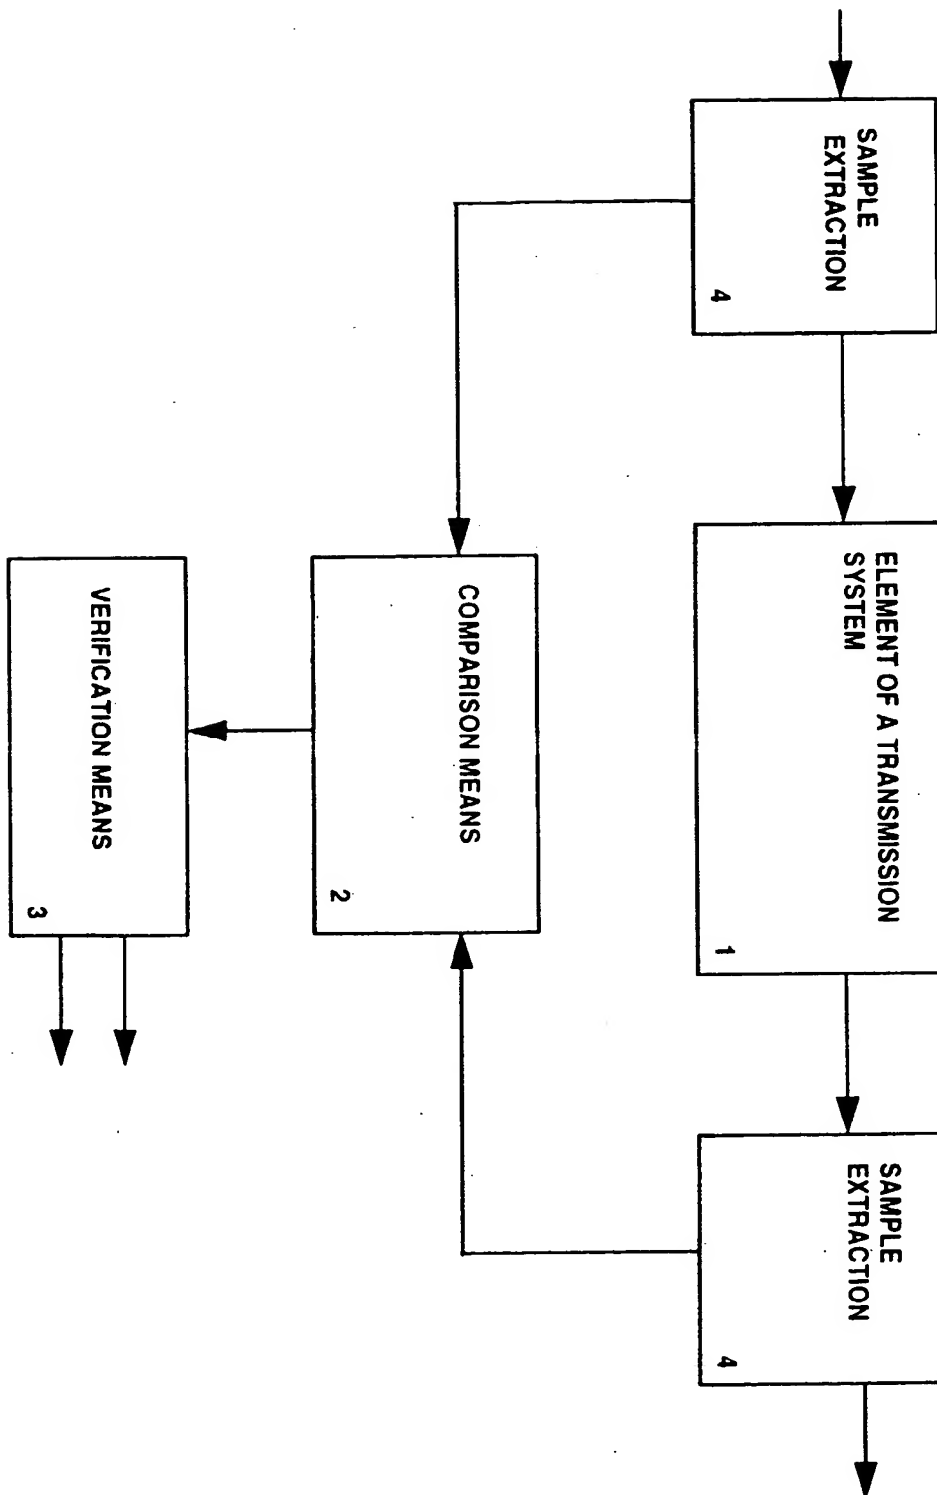 SAMPLE
EXTRACTION
4
ELEMENT OF A TRANSMISSION
SYSTEM
1
SAMPLE
EXTRACTION
4
COMPARISON MEANS
2
VERIFICATION MEANS
3